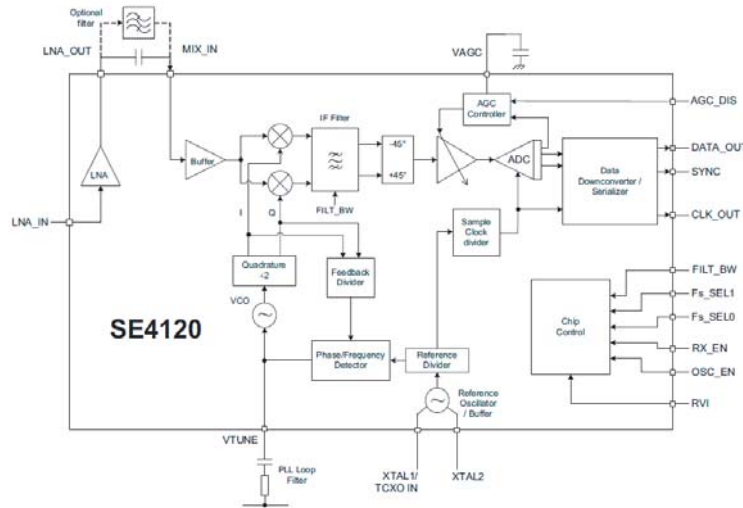 Optional
filter
LNA_OUT
MIX_IN
VAGC
AGC_DIS
AGC
Controller
IF Filter
-45°
+45°
Buffer
LNA
ADC
Data
Downconverter /
Serializer
DATA_OUT
SYNC
CLK_OUT
LNA_IN
I
Q
FILT_BW
Sample
Clock
divider
Quadrature
÷2
Feedback
Divider
VCO
SE4120
Phase/Frequency
Detector
Reference
Divider
Reference
Oscillator
/ Buffer
Chip
Control
FILT_BW
Fs_SEL1
Fs_SEL0
RX_EN
OSC_EN
RVI
VTUNE
PLL Loop
Filter
XTAL1/
TCXO IN
XTAL2